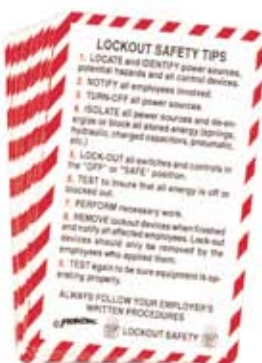 LOCKOUT SAFETY TIPS
1. LOCATE and IDENTIFY power sources,
potential hazards and all control devices.
2. NOTIFY all employees involved.
3. TURN-OFF all power sources.
4. ISOLATE all power sources and de-en-
ergize or block all stored energy (springs,
hydraulic, charged capacitors, pneumatic,
etc.)
5. LOCK-OUT all switches and controls in
the "OFF" or "SAFE" position.
6. TEST to insure that all energy is off or
blocked out.
7. PERFORM necessary work.
8. REMOVE lockout devices when finished
and notify all affected employees. Lock-out
devices should only be removed by the
employees who applied them.
9. TEST again to be sure equipment is op-
erating properly.
ALWAYS FOLLOW YOUR EMPLOYER'S
WRITTEN PROCEDURES
LOCKOUT SAFETY